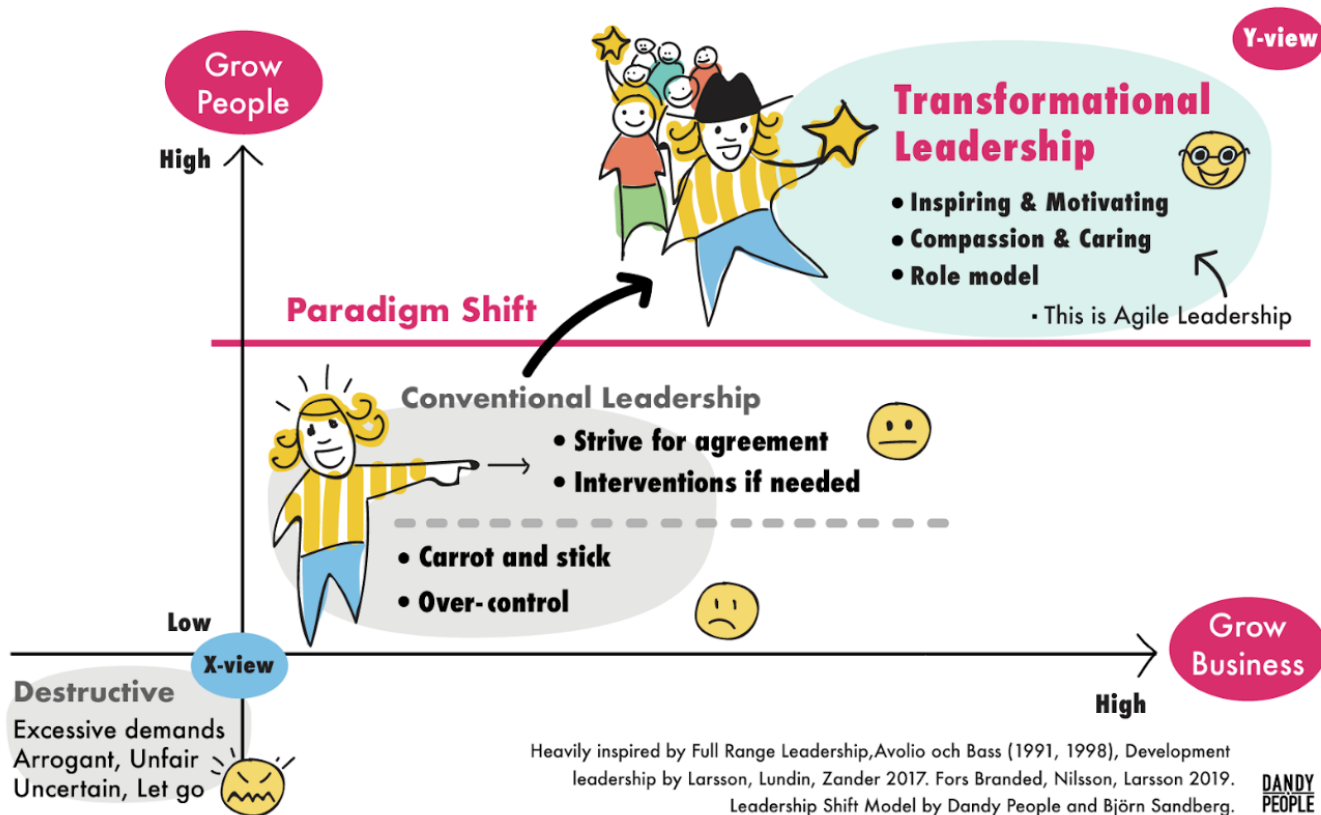 Grow
People
High
Y-view
Transformational
Leadership
• Inspiring & Motivating
• Compassion & Caring
• Role model
• This is Agile Leadership
Paradigm Shift
Conventional Leadership
• Strive for agreement
• Interventions if needed
• Carrot and stick
• Over-control
Low
X-view
Grow
Business
High
Destructive
Excessive demands
Arrogant, Unfair
Uncertain, Let go
Heavily inspired by Full Range Leadership,Avolio och Bass (1991, 1998), Development
leadership by Larsson, Lundin, Zander 2017. Fors Branded, Nilsson, Larsson 2019.
Leadership Shift Model by Dandy People and Björn Sandberg.
DANDY
PEOPLE